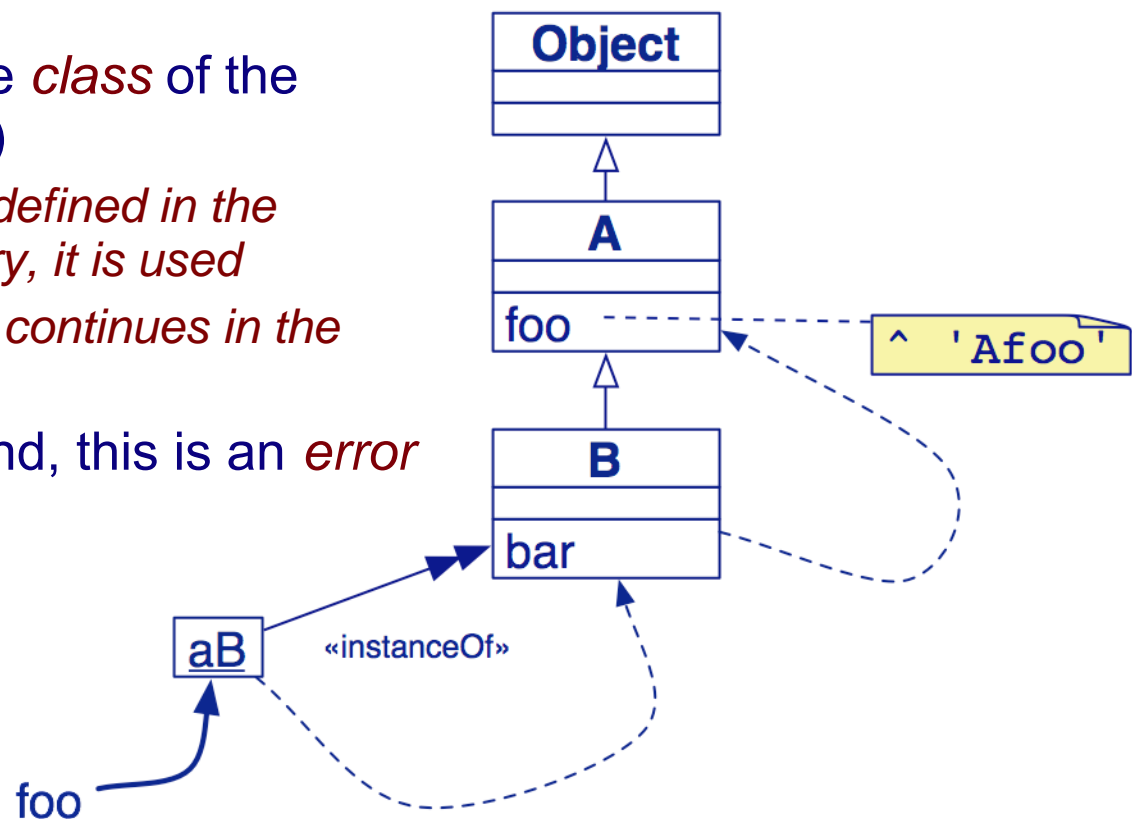 e class of the
)
defined in the
ry, it is used
continues in the
nd, this is an error
Object
A
foo
^ 'Afoo'
B
bar
aB
«instanceOf»
foo